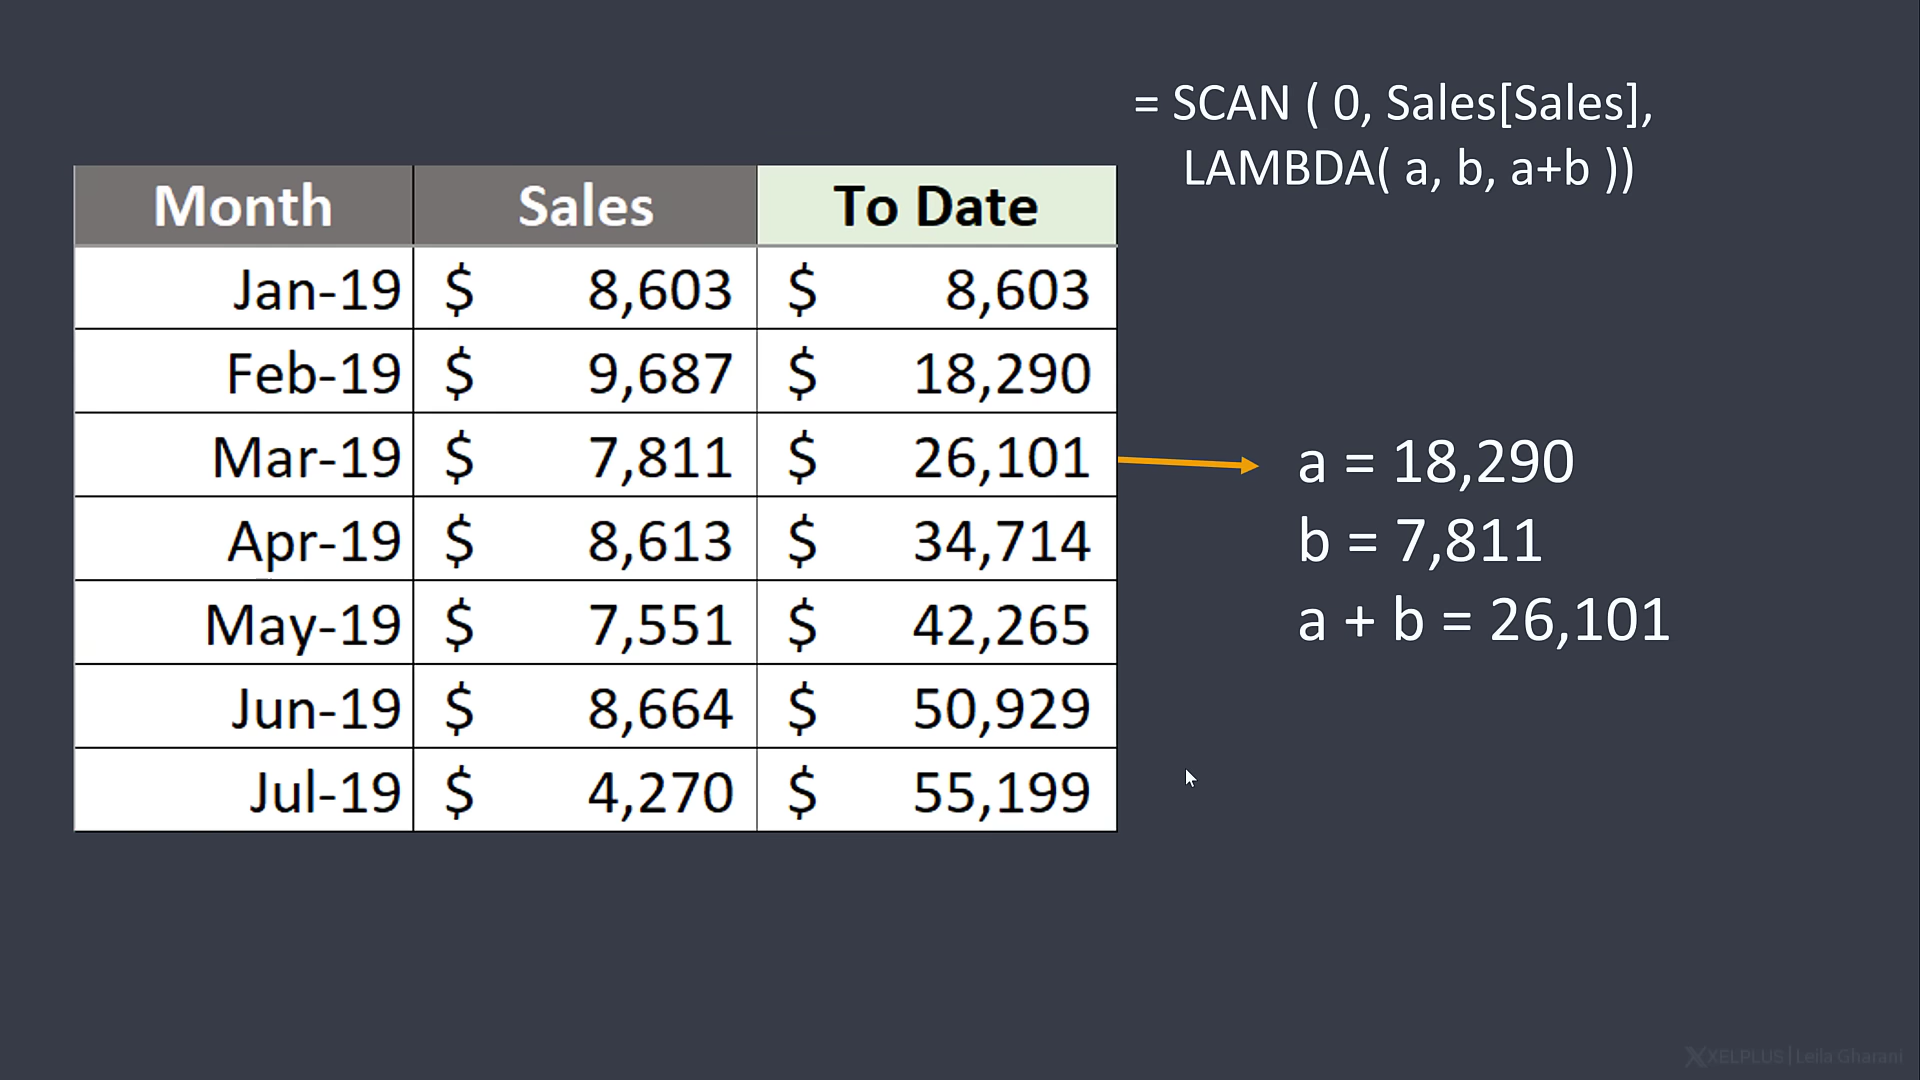 = SCAN ( 0, Sales[Sales],
LAMBDA( a, b, a+b ))
Month Sales To Date
Jan-19 $ 8,603 $ 8,603
Feb-19 $ 9,687 $ 18,290
Mar-19 $ 7,811 $ 26,101
Apr-19 $ 8,613 $ 34,714
May-19 $ 7,551 $ 42,265
Jun-19 $ 8,664 $ 50,929
Jul-19 $ 4,270 $ 55,199
a = 18,290
b = 7,811
a + b = 26,101
XELPLUS | Leila Gharani